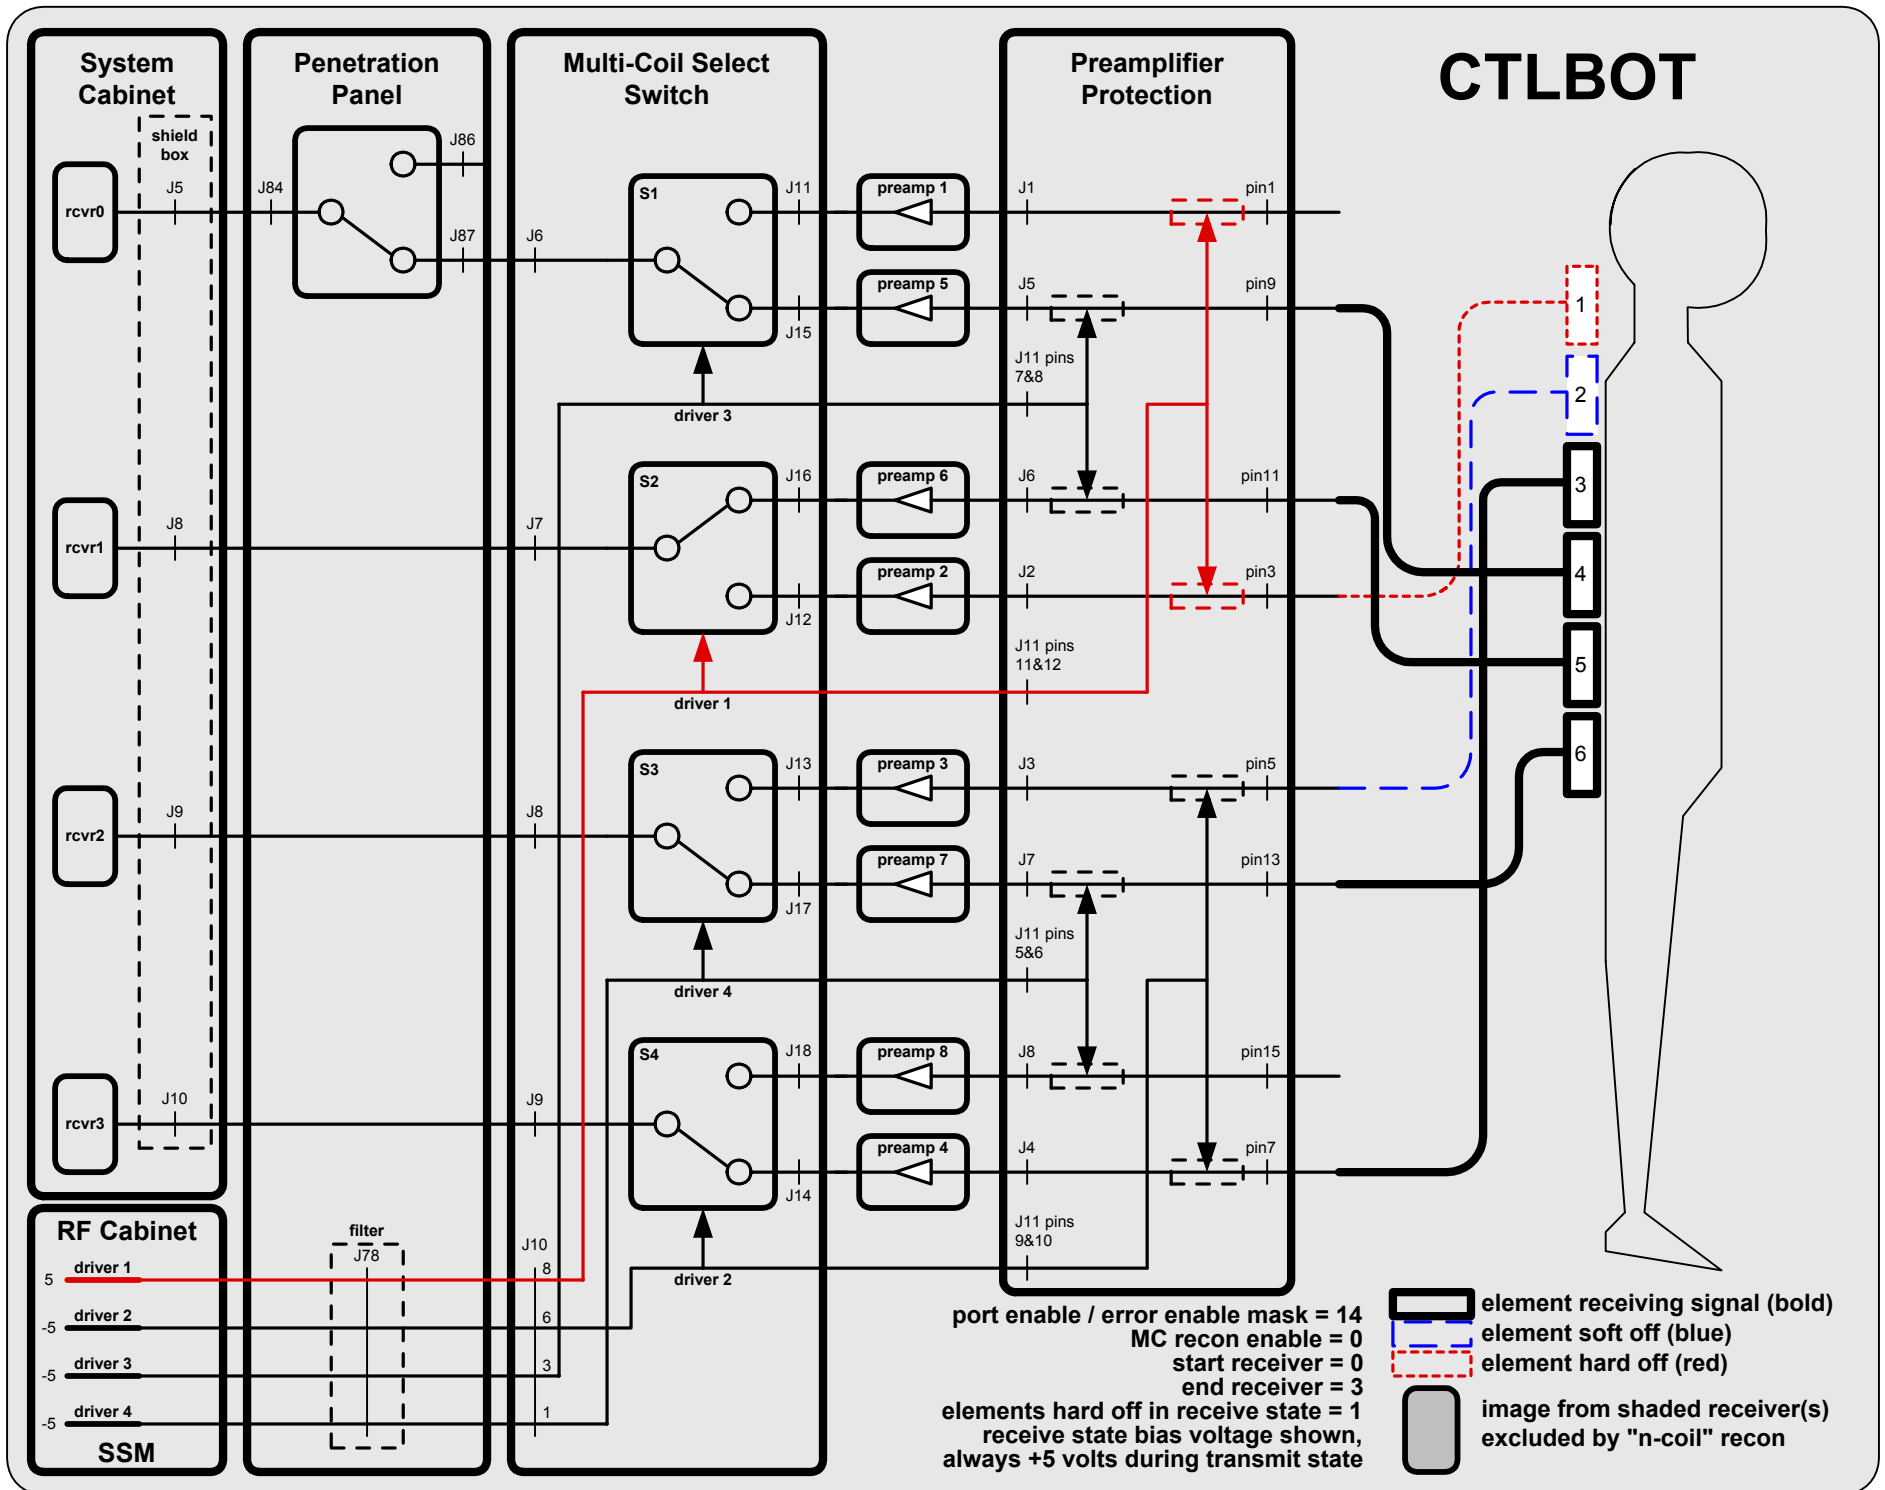 System
Cabinet
Penetration
Panel
Multi-Coil Select
Switch
Preamplifier
Protection
CTLBOT
shield
box
J86
rcvr0
J5
J84
J87
J6
S1
J11
J15
preamp 1
preamp 5
J1
J5
pin1
pin9
J11 pins
7&8
driver 3
rcvr1
J8
J7
S2
J16
J12
preamp 6
preamp 2
J6
J2
pin11
pin3
J11 pins
11&12
driver 1
rcvr2
J9
J8
S3
J13
J17
preamp 3
preamp 7
J3
J7
pin5
pin13
J11 pins
5&6
driver 4
rcvr3
J10
J9
S4
J18
J14
preamp 8
preamp 4
J8
J4
pin15
pin7
J11 pins
9&10
driver 2
1
2
3
4
5
6
RF Cabinet
filter
J78
J10
5
driver 1
8
-5
driver 2
6
-5
driver 3
3
-5
driver 4
1
SSM
port enable / error enable mask = 14
MC recon enable = 0
start receiver = 0
end receiver = 3
elements hard off in receive state = 1
receive state bias voltage shown,
always +5 volts during transmit state
element receiving signal (bold)
element soft off (blue)
element hard off (red)
image from shaded receiver(s)
excluded by "n-coil" recon